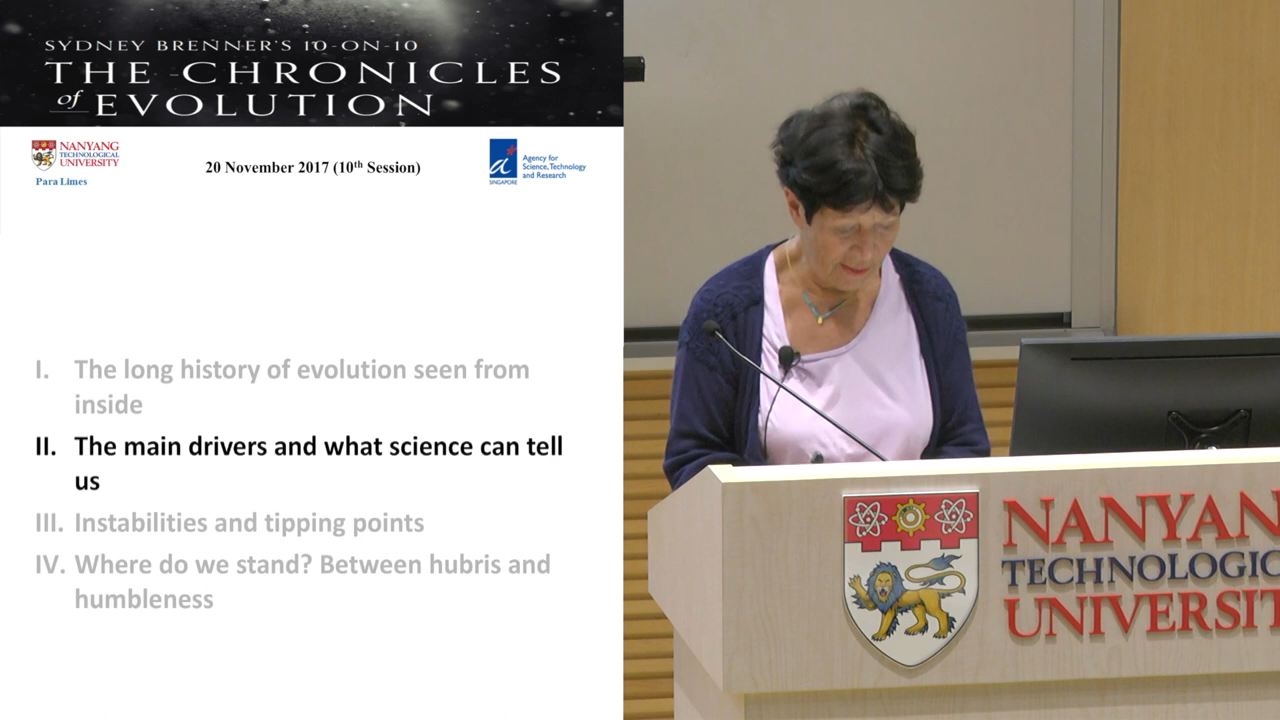 SYDNEY BRENNER'S 10-ON-10
THE CHRONICLES
of EVOLUTION
NANYANG
TECHNOLOGICAL
UNIVERSITY
Para Limes
20 November 2017 (10th Session)
SINGAPORE
Agency for
Science, Technology
and Research
I. The long history of evolution seen from
inside
II. The main drivers and what science can tell
us
III. Instabilities and tipping points
IV. Where do we stand? Between hubris and
humbleness
NANYAN
TECHNOLOGIC
UNIVERSIT